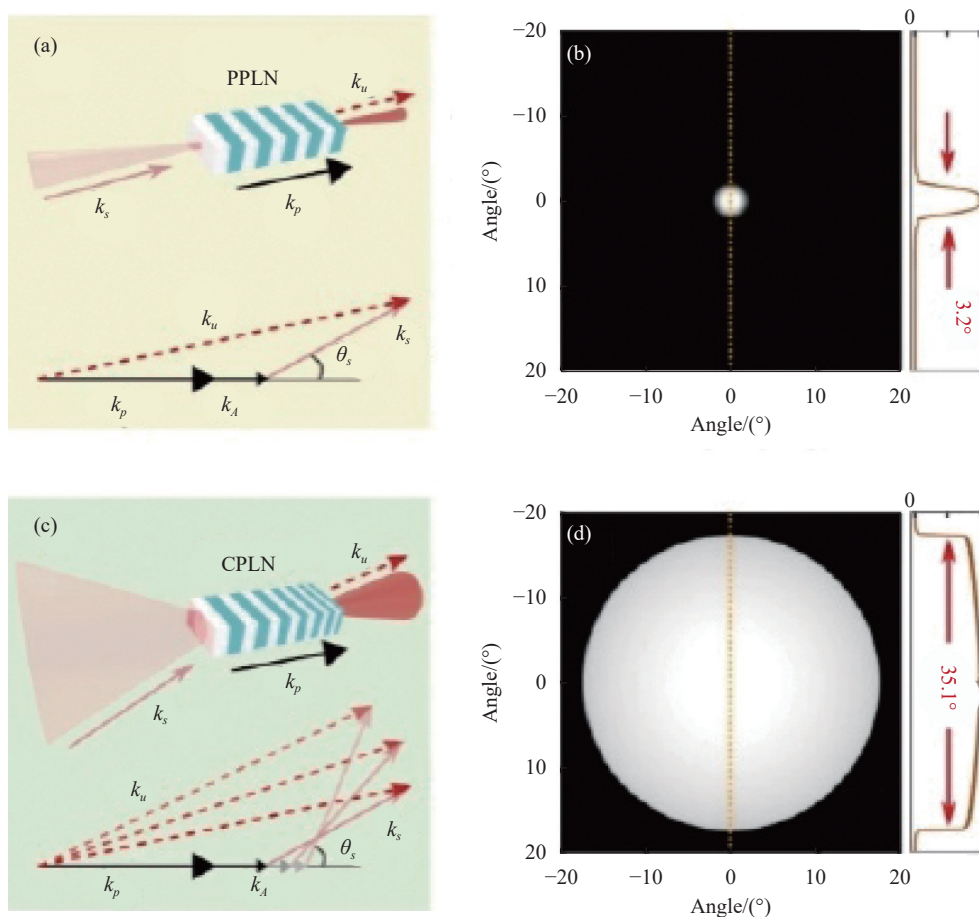 (a)
PPLN
k_u
k_s
k_p
k_u
k_s
θ_s
k_p
k_A
(b)
0
−20
−10
0
10
20
Angle/(°)
−20
−10
0
10
20
Angle/(°)
3.2°
(c)
CPLN
k_u
k_p
k_s
k_u
k_s
θ_s
k_p
k_A
(d)
0
−20
−10
0
10
20
Angle/(°)
−20
−10
0
10
20
Angle/(°)
35.1°